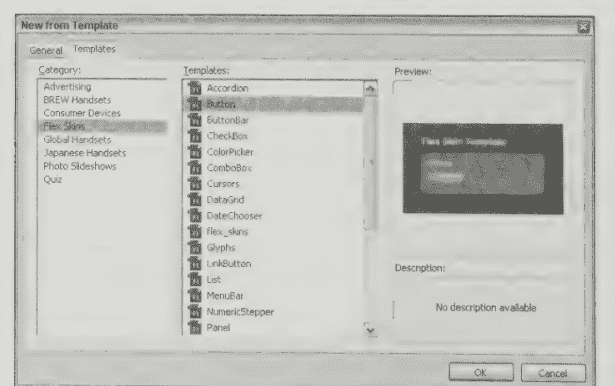 New from Template
General
Templates
Category:
Advertising
BREW Handsets
Consumer Devices
Flex Skins
Global Handsets
Japanese Handsets
Photo Slideshows
Quiz
Templates:
Accordion
Button
ButtonBar
CheckBox
ColorPicker
ComboBox
Cursors
DataGrid
DateChooser
flex_skins
Glyphs
LinkButton
List
MenuBar
NumericStepper
Panel
Preview:
Flex Skin Template
Description:
No description available
OK
Cancel